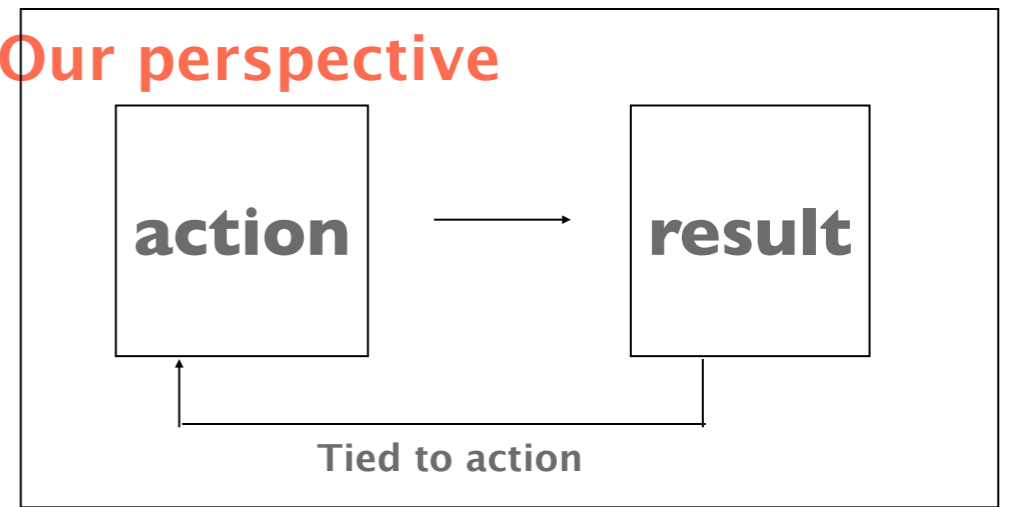 Our perspective
action
result
Tied to action